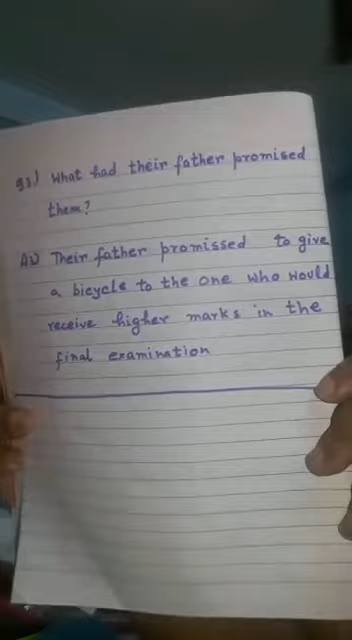 Q1) What had their father promised
them?
A1) Their father promissed to give
a bicycle to the one who would
receive higher marks in the
final examination